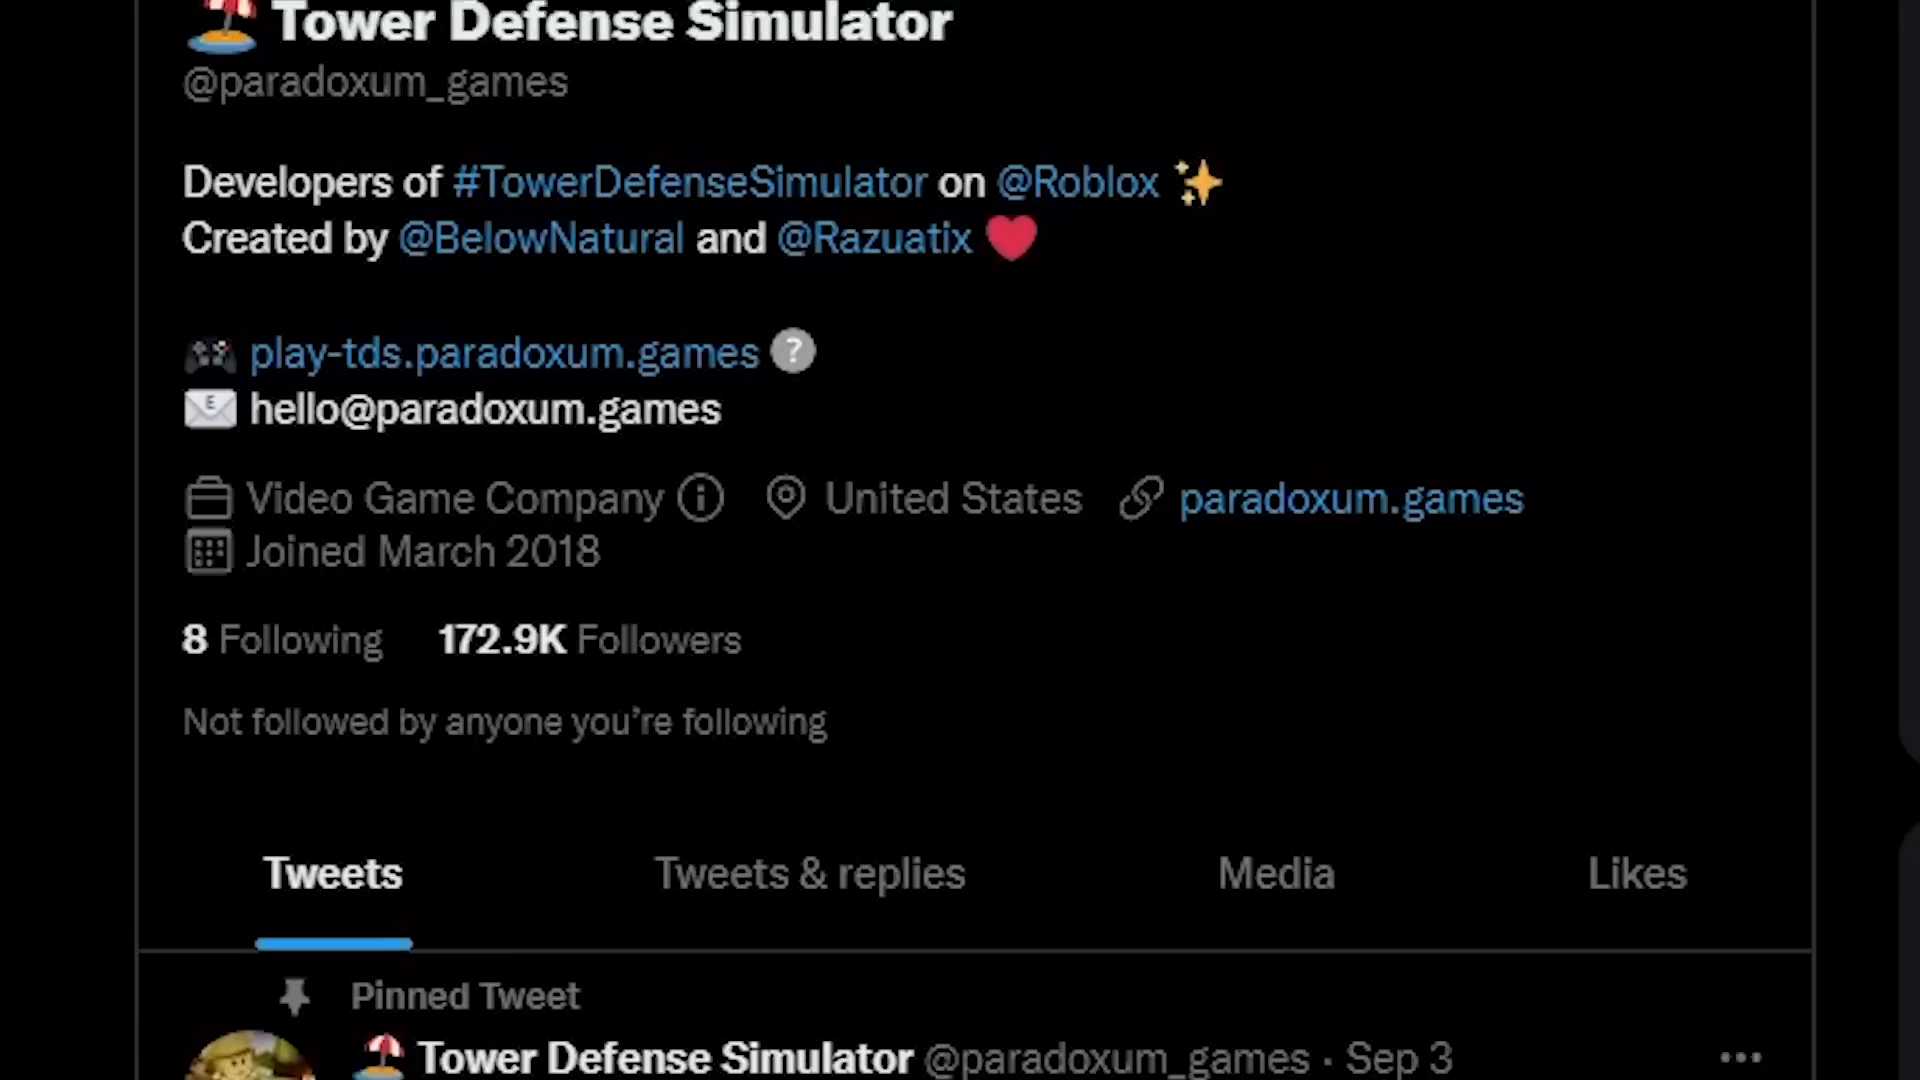 Tower Defense Simulator
@paradoxum_games
Developers of #TowerDefenseSimulator on @Roblox ✨
Created by @BelowNatural and @Razuatix ❤️
🎮 play-tds.paradoxum.games ?
📧 hello@paradoxum.games
Video Game Company United States paradoxum.games
Joined March 2018
8 Following 172.9K Followers
Not followed by anyone you're following
Tweets Tweets & replies Media Likes
Pinned Tweet
Tower Defense Simulator @paradoxum_games · Sep 3